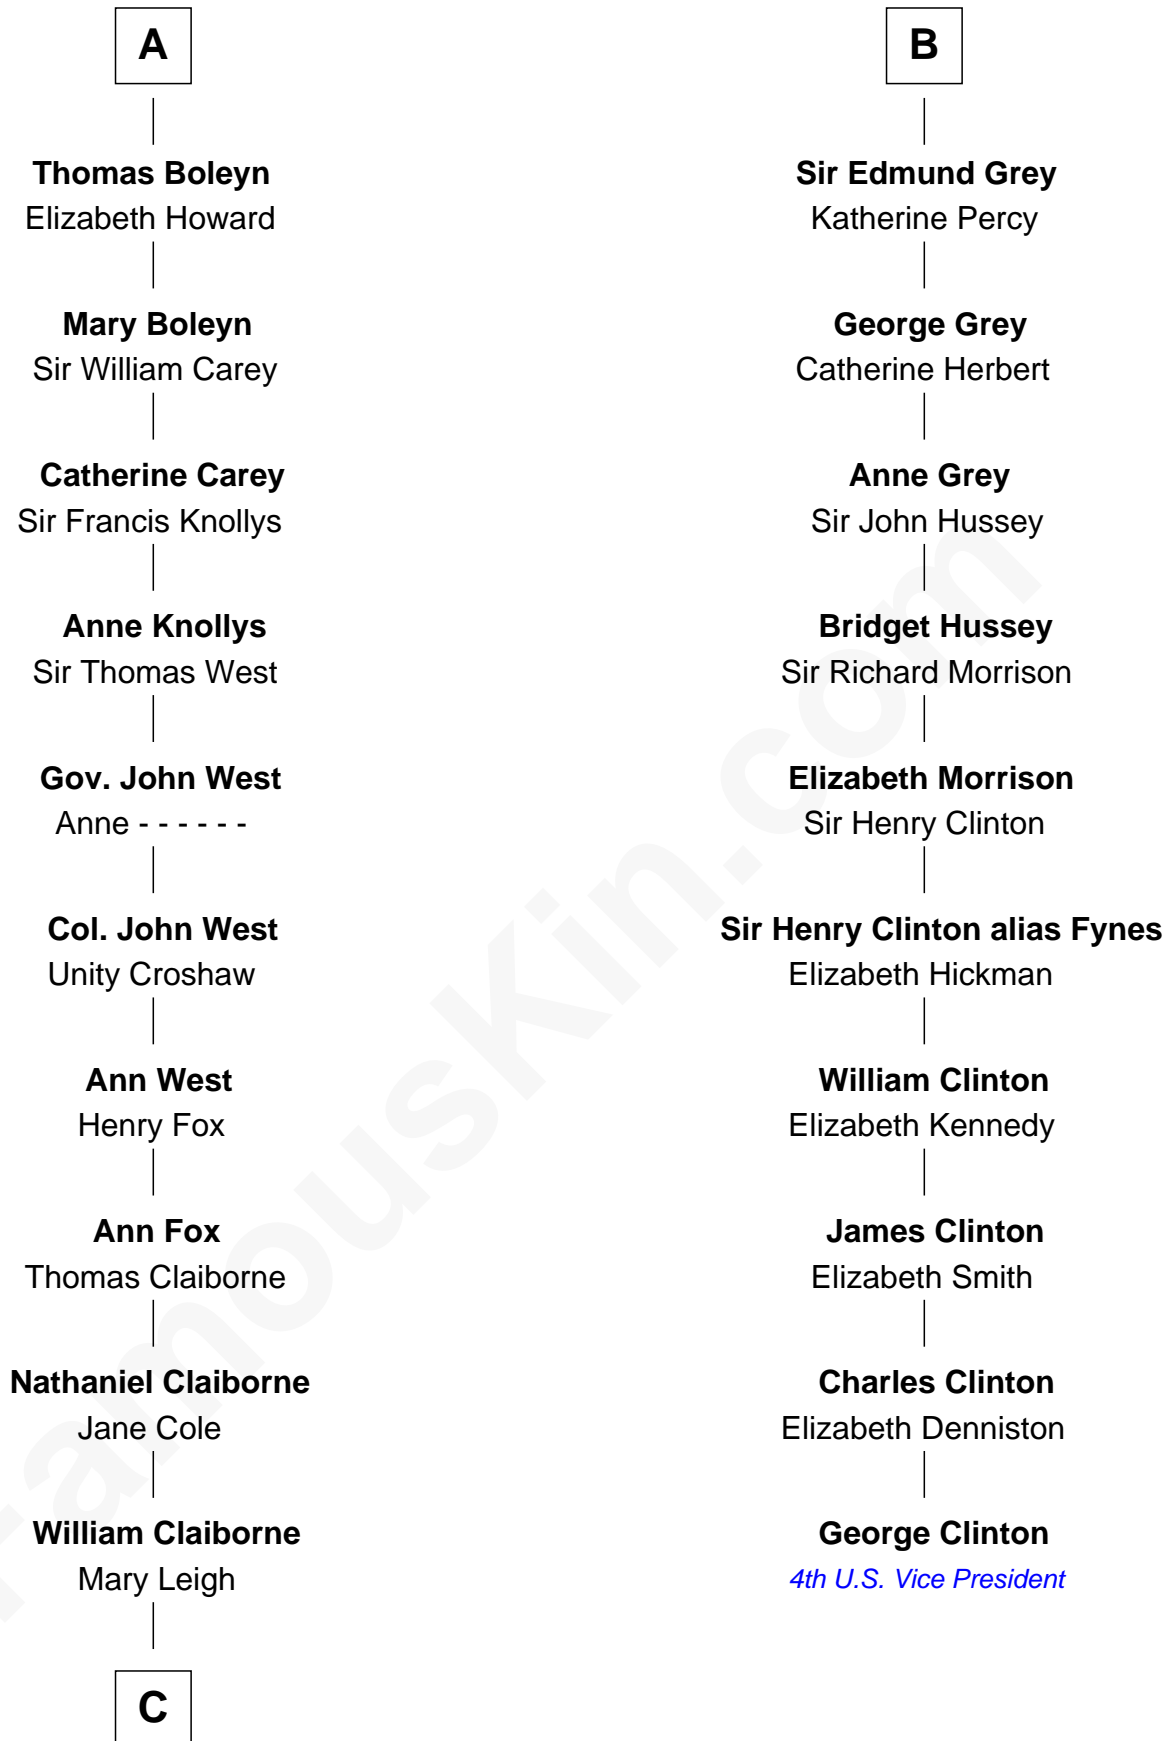 A
Thomas Boleyn
Elizabeth Howard
Mary Boleyn
Sir William Carey
Catherine Carey
Sir Francis Knollys
Anne Knollys
Sir Thomas West
Gov. John West
Anne - - - - - -
Col. John West
Unity Croshaw
Ann West
Henry Fox
Ann Fox
Thomas Claiborne
Nathaniel Claiborne
Jane Cole
William Claiborne
Mary Leigh
C
B
Sir Edmund Grey
Katherine Percy
George Grey
Catherine Herbert
Anne Grey
Sir John Hussey
Bridget Hussey
Sir Richard Morrison
Elizabeth Morrison
Sir Henry Clinton
Sir Henry Clinton alias Fynes
Elizabeth Hickman
William Clinton
Elizabeth Kennedy
James Clinton
Elizabeth Smith
Charles Clinton
Elizabeth Denniston
George Clinton
4th U.S. Vice President
FamousKin.com